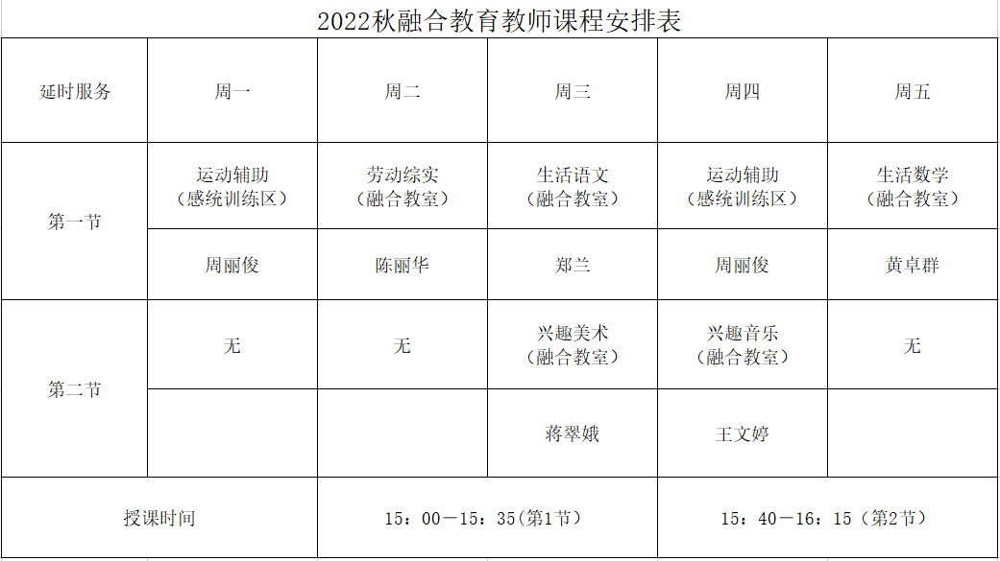 2022秋融合教育教师课程安排表
延时服务 周一 周二 周三 周四 周五
第一节
运动辅助 劳动综实 生活语文 运动辅助 生活数学
（感统训练区） （融合教室） （融合教室） （感统训练区） （融合教室）
周丽俊 陈丽华 郑兰 周丽俊 黄卓群
第二节
无 无 兴趣美术 兴趣音乐 无
（融合教室） （融合教室）
蒋翠娥 王文婷
授课时间 15：00－15：35(第1节） 15：40－16：15（第2节）